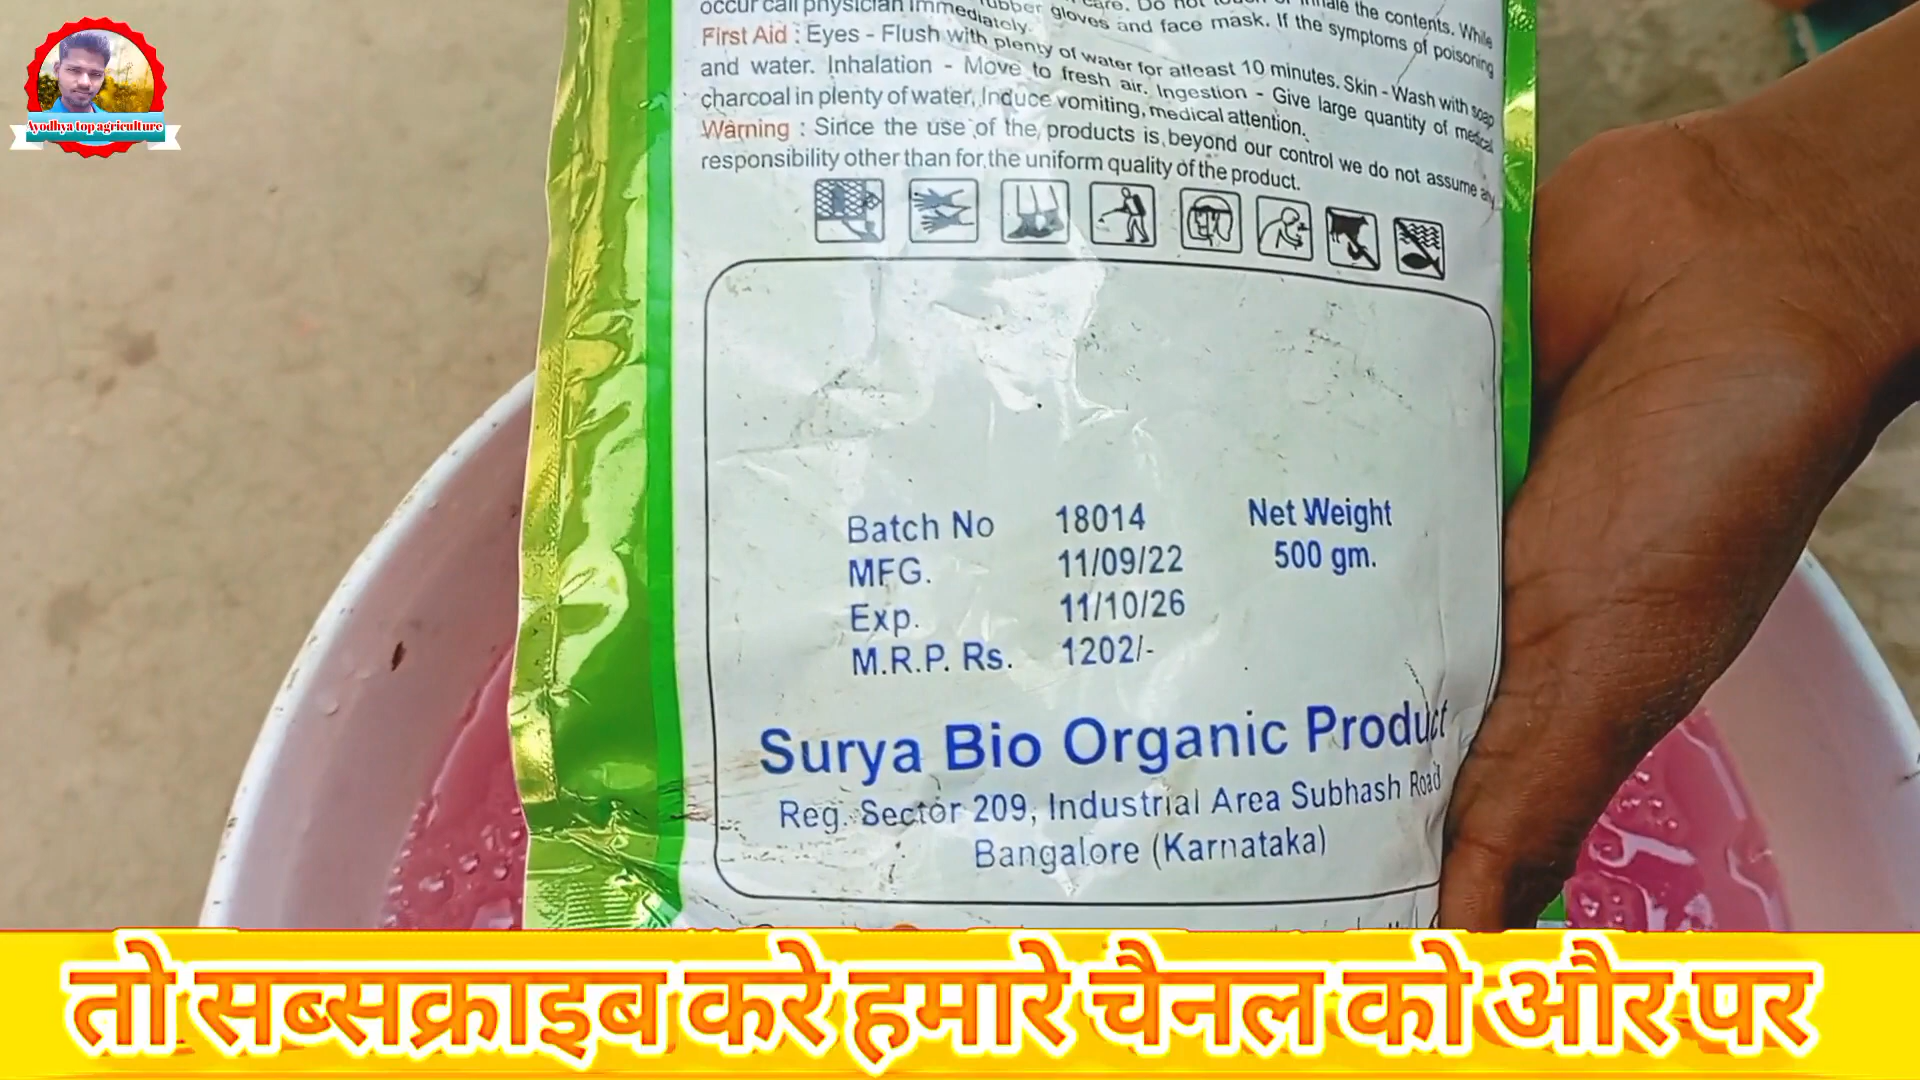 Ayodhya top agriculture
occur call physician immediately. rubber gloves and face mask. If the symptoms of poisoning
First Aid : Eyes - Flush with plenty of water for atleast 10 minutes. Skin - Wash with soap
and water. Inhalation - Move to fresh air. Ingestion - Give large quantity of medical
charcoal in plenty of water, Induce vomiting, medical attention.
Warning : Since the use of the products is beyond our control we do not assume any
responsibility other than for the uniform quality of the product.
Batch No 18014 Net Weight
MFG. 11/09/22 500 gm.
Exp. 11/10/26
M.R.P. Rs. 1202/-
Surya Bio Organic Product
Reg. Sector 209, Industrial Area Subhash Road
Bangalore (Karnataka)
तो सब्सक्राइब करे हमारे चैनल को और पर